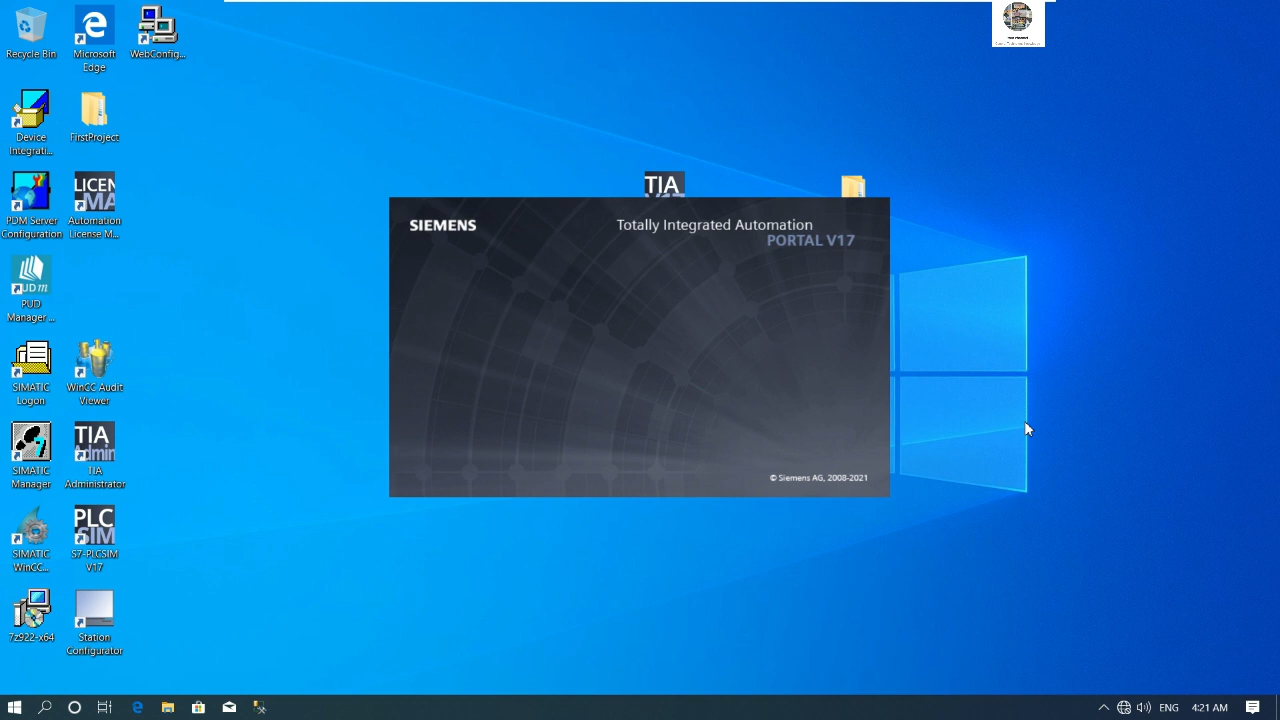 Recycle Bin
Microsoft
Edge
WebConfig...
Device
Integrati...
FirstProject
LICEN
MA
PDM Server
Configuration
Automation
License M...
PUDm
PUD
Manager ...
SIMATIC
Logon
WinCC Audit
Viewer
TIA
Admin
SIMATIC
Manager
TIA
Administrator
PLC
SIM
SIMATIC
WinCC...
S7-PLCSIM
V17
7z922-x64
Station
Configurator
TIA
V17
SIEMENS
Totally Integrated Automation
PORTAL V17
© Siemens AG, 2008-2021
ENG
4:21 AM